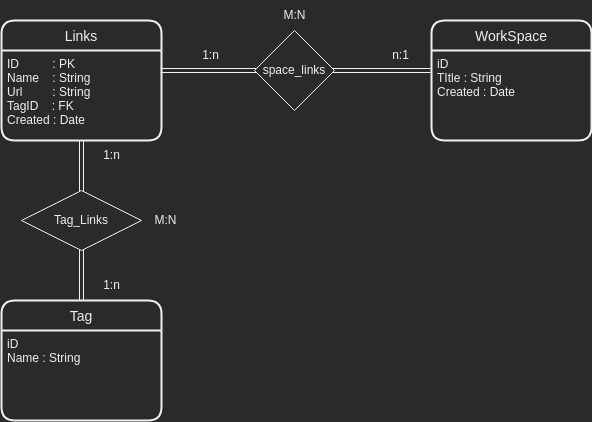 M:N
Links
1:n
n:1
WorkSpace
space_links
ID : PK
Name : String
Url : String
TagID : FK
Created : Date
iD
TItle : String
Created : Date
1:n
Tag_Links
M:N
1:n
Tag
iD
Name : String